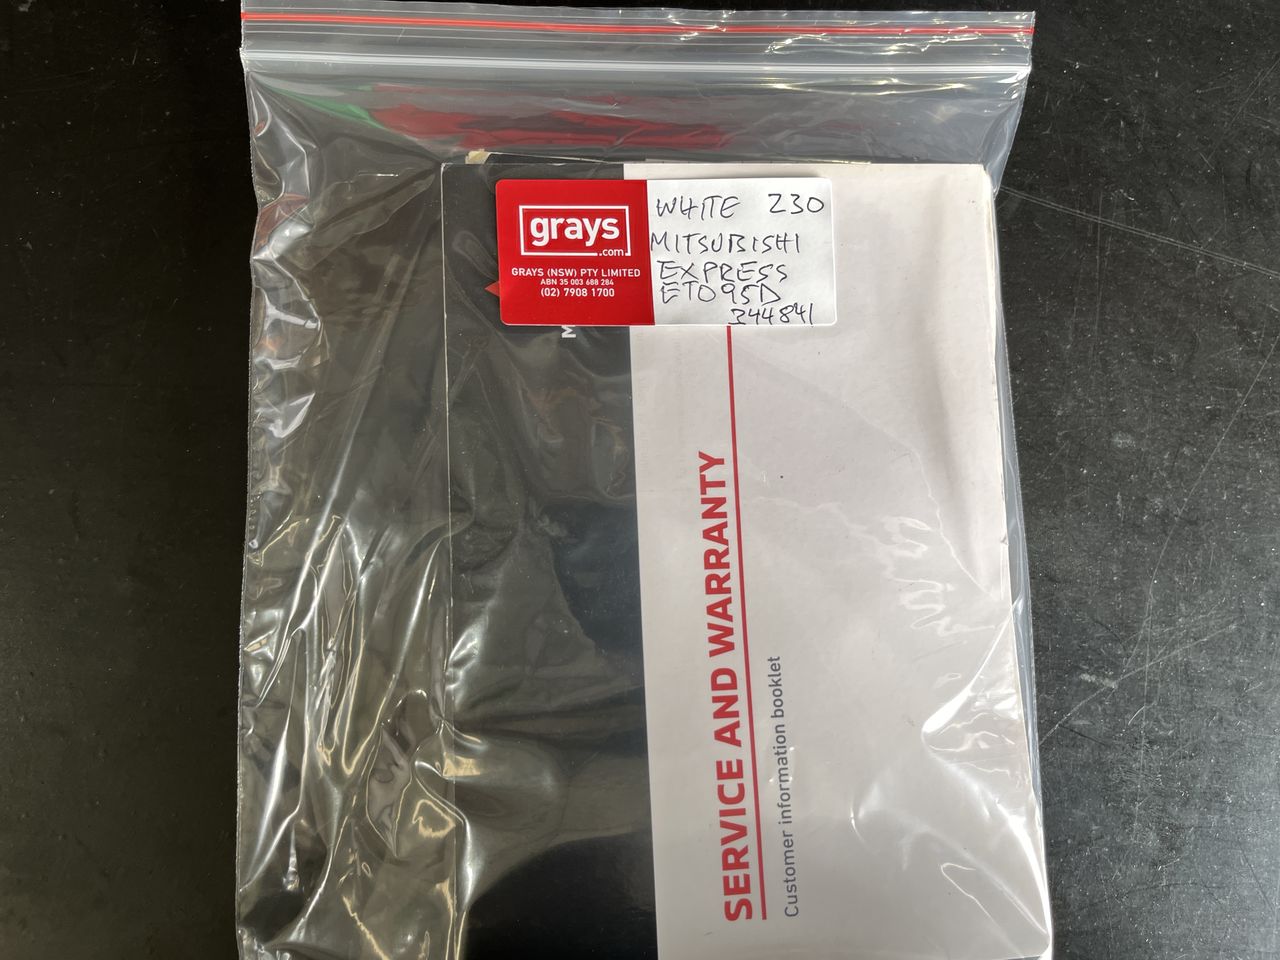 grays
.com
GRAYS (NSW) PTY LIMITED
ABN 35 003 688 284
(02) 7908 1700
WHITE 230
MITSUBISHI
EXPRESS
ETO95D
344841
M
SERVICE AND WARRANTY
Customer information booklet